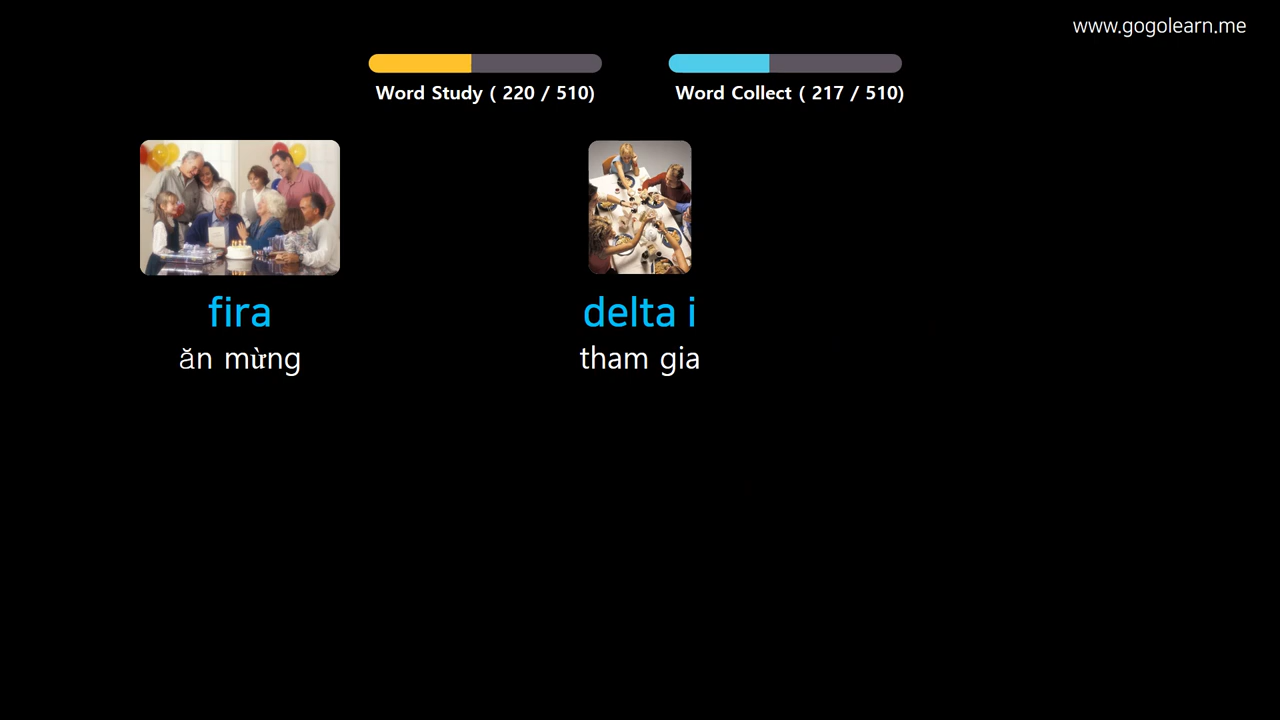 www.gogolearn.me
Word Study ( 220 / 510)
Word Collect ( 217 / 510)
fira
ăn mừng
delta i
tham gia